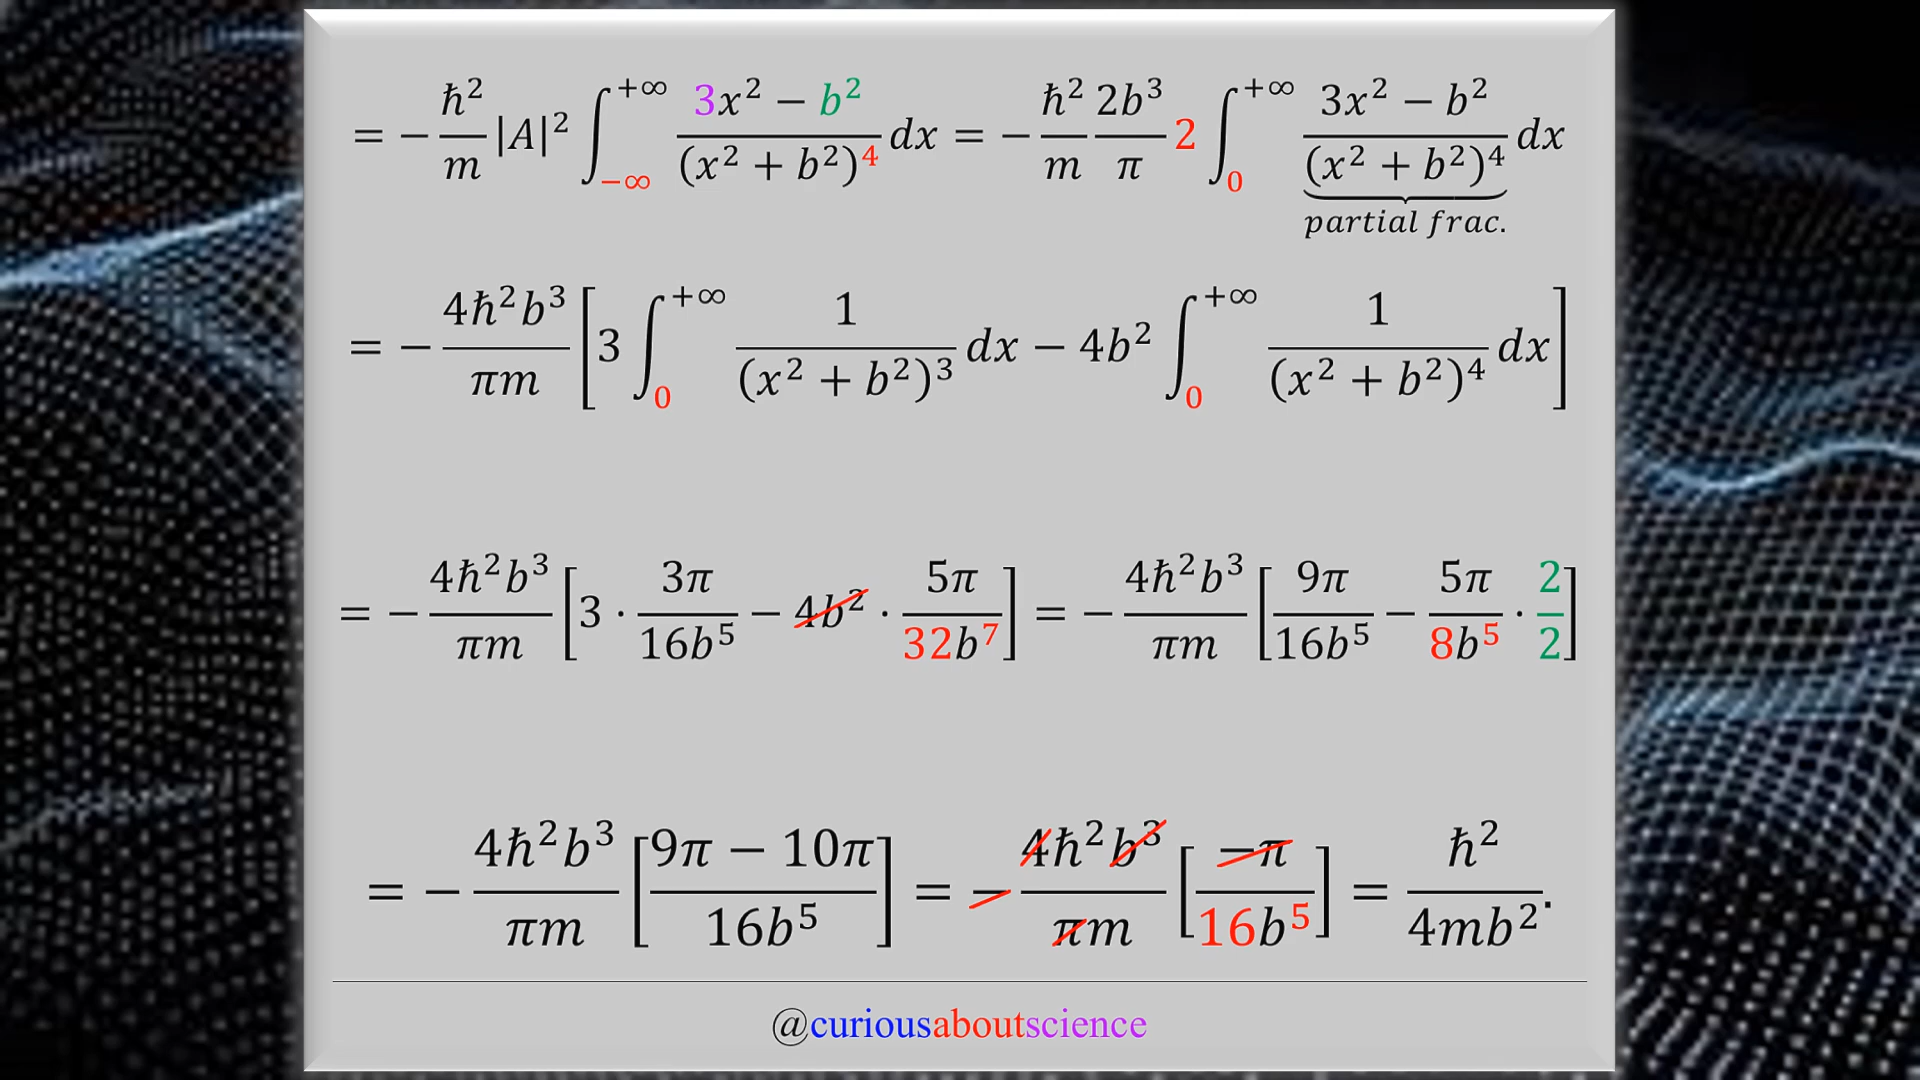 = − ħ²/m |A|² ∫₋∞⁺∞ (3x² − b²)/(x² + b²)⁴ dx = − ħ²/m 2b³/π 2 ∫₀⁺∞ (3x² − b²)/(x² + b²)⁴ dx
partial frac.
= − 4ħ²b³/πm [3 ∫₀⁺∞ 1/(x² + b²)³ dx − 4b² ∫₀⁺∞ 1/(x² + b²)⁴ dx]
= − 4ħ²b³/πm [3 · 3π/16b⁵ − 4b² · 5π/32b⁷] = − 4ħ²b³/πm [9π/16b⁵ − 5π/8b⁵ · 2/2]
= − 4ħ²b³/πm [(9π − 10π)/16b⁵] = − 4ħ²b³/πm [−π/16b⁵] = ħ²/4mb².
@curiousaboutscience